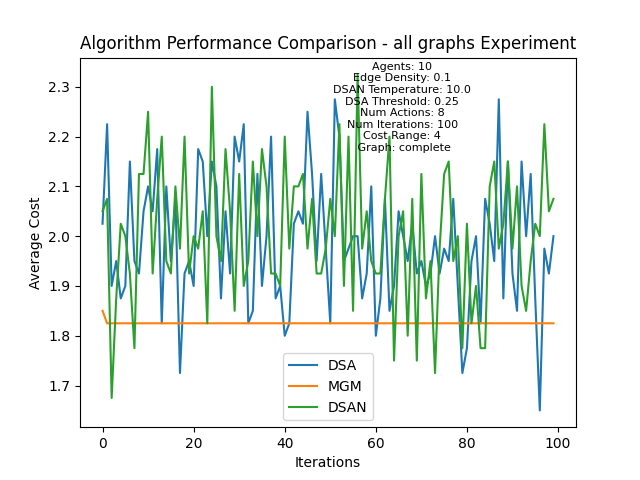 Algorithm Performance Comparison - all graphs Experiment
Agents: 10
Edge Density: 0.1
DSAN Temperature: 10.0
DSA Threshold: 0.25
Num Actions: 8
Num Iterations: 100
Cost Range: 4
Graph: complete
2.3
2.2
2.1
2.0
1.9
1.8
1.7
Average Cost
DSA
MGM
DSAN
0 20 40 60 80 100
Iterations